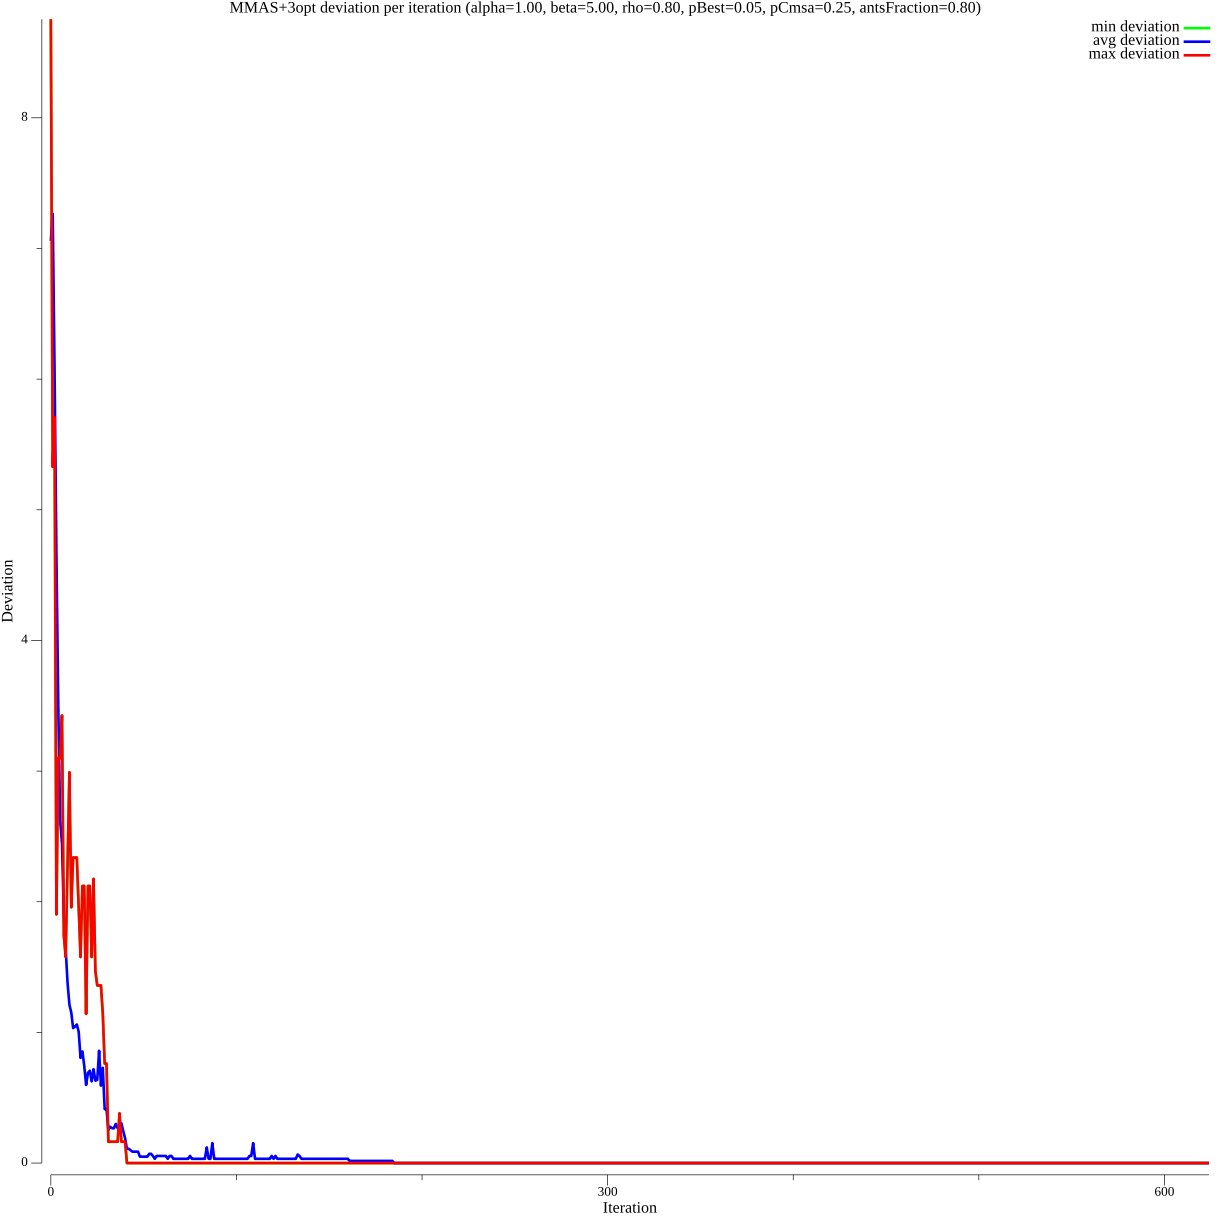 MMAS+3opt deviation per iteration (alpha=1.00, beta=5.00, rho=0.80, pBest=0.05, pCmsa=0.25, antsFraction=0.80)
min deviation
avg deviation
max deviation
8
4
0
Deviation
0 300 600
Iteration